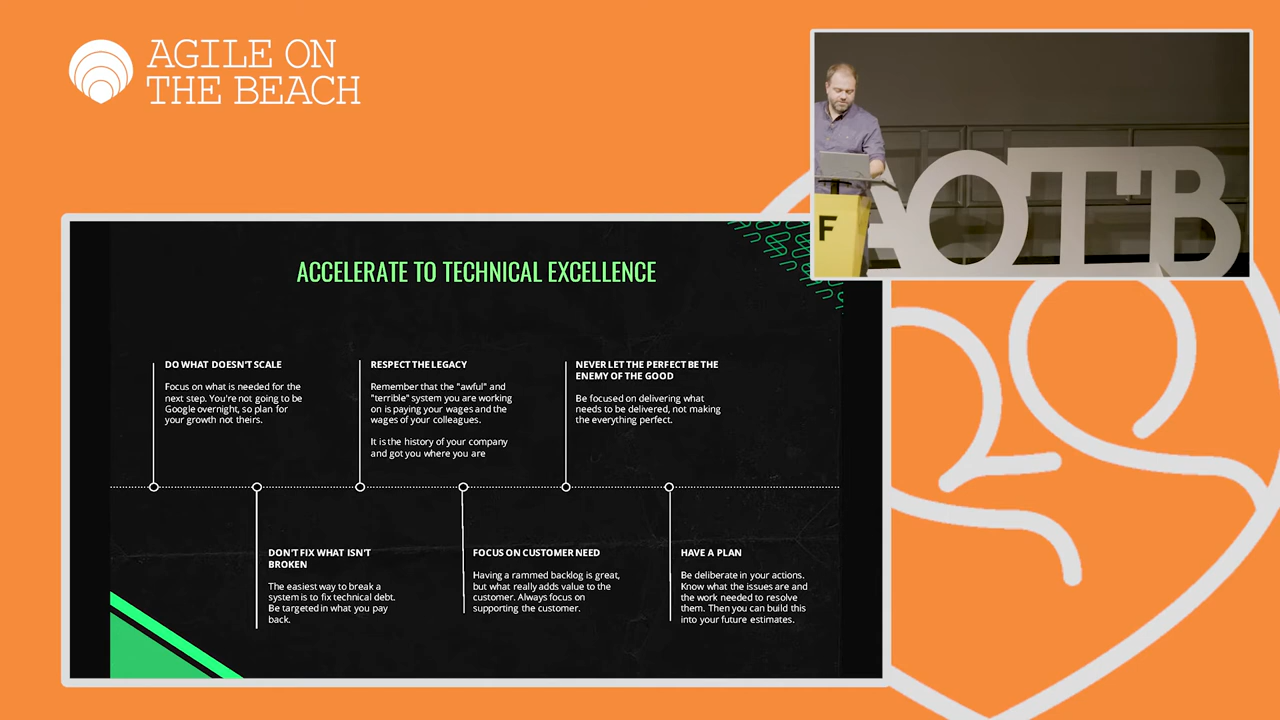 AGILE ON
THE BEACH
AOTB
F
ACCELERATE TO TECHNICAL EXCELLENCE
DO WHAT DOESN'T SCALE
Focus on what is needed for the
next step. You're not going to be
Google overnight, so plan for
your growth not theirs.
RESPECT THE LEGACY
Remember that the "awful" and
"terrible" system you are working
on is paying your wages and the
wages of your colleagues.
It is the history of your company
and got you where you are
NEVER LET THE PERFECT BE THE
ENEMY OF THE GOOD
Be focused on delivering what
needs to be delivered, not making
the everything perfect.
DON'T FIX WHAT ISN'T
BROKEN
The easiest way to break a
system is to fix technical debt.
Be targeted in what you pay
back.
FOCUS ON CUSTOMER NEED
Having a rammed backlog is great,
but what really adds value to the
customer. Always focus on
supporting the customer.
HAVE A PLAN
Be deliberate in your actions.
Know what the issues are and
the work needed to resolve
them. Then you can build this
into your future estimates.